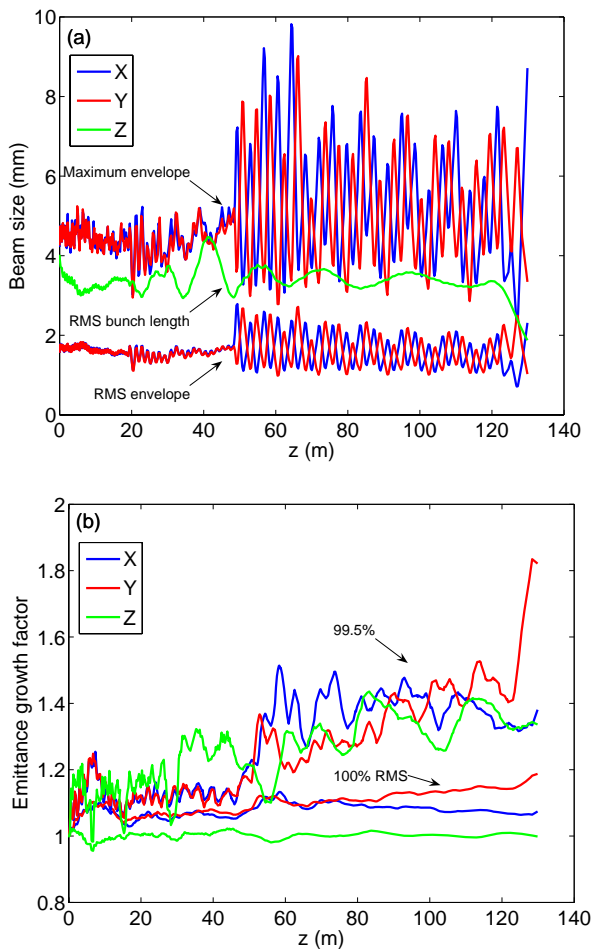 (a)
X
Y
Z
Maximum envelope
RMS bunch length
RMS envelope
Beam size (mm)
10
8
6
4
2
0
0 20 40 60 80 100 120 140
z (m)
(b)
X
Y
Z
99.5%
100% RMS
Emittance growth factor
2
1.8
1.6
1.4
1.2
1
0.8
0 20 40 60 80 100 120 140
z (m)